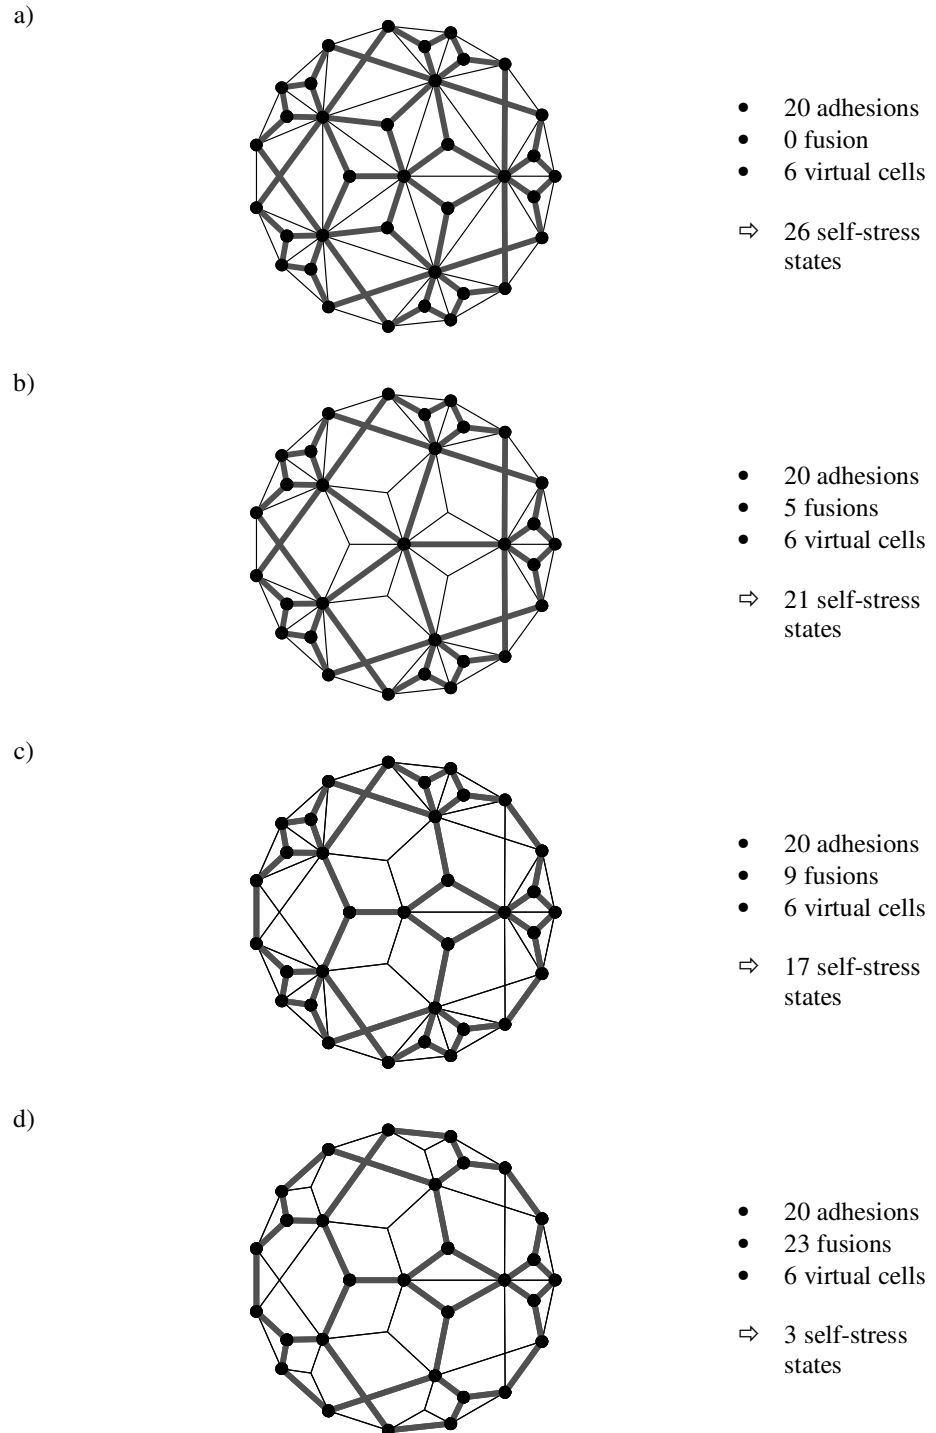 a)
• 20 adhesions
• 0 fusion
• 6 virtual cells
⇨ 26 self-stress
states
b)
• 20 adhesions
• 5 fusions
• 6 virtual cells
⇨ 21 self-stress
states
c)
• 20 adhesions
• 9 fusions
• 6 virtual cells
⇨ 17 self-stress
states
d)
• 20 adhesions
• 23 fusions
• 6 virtual cells
⇨ 3 self-stress
states